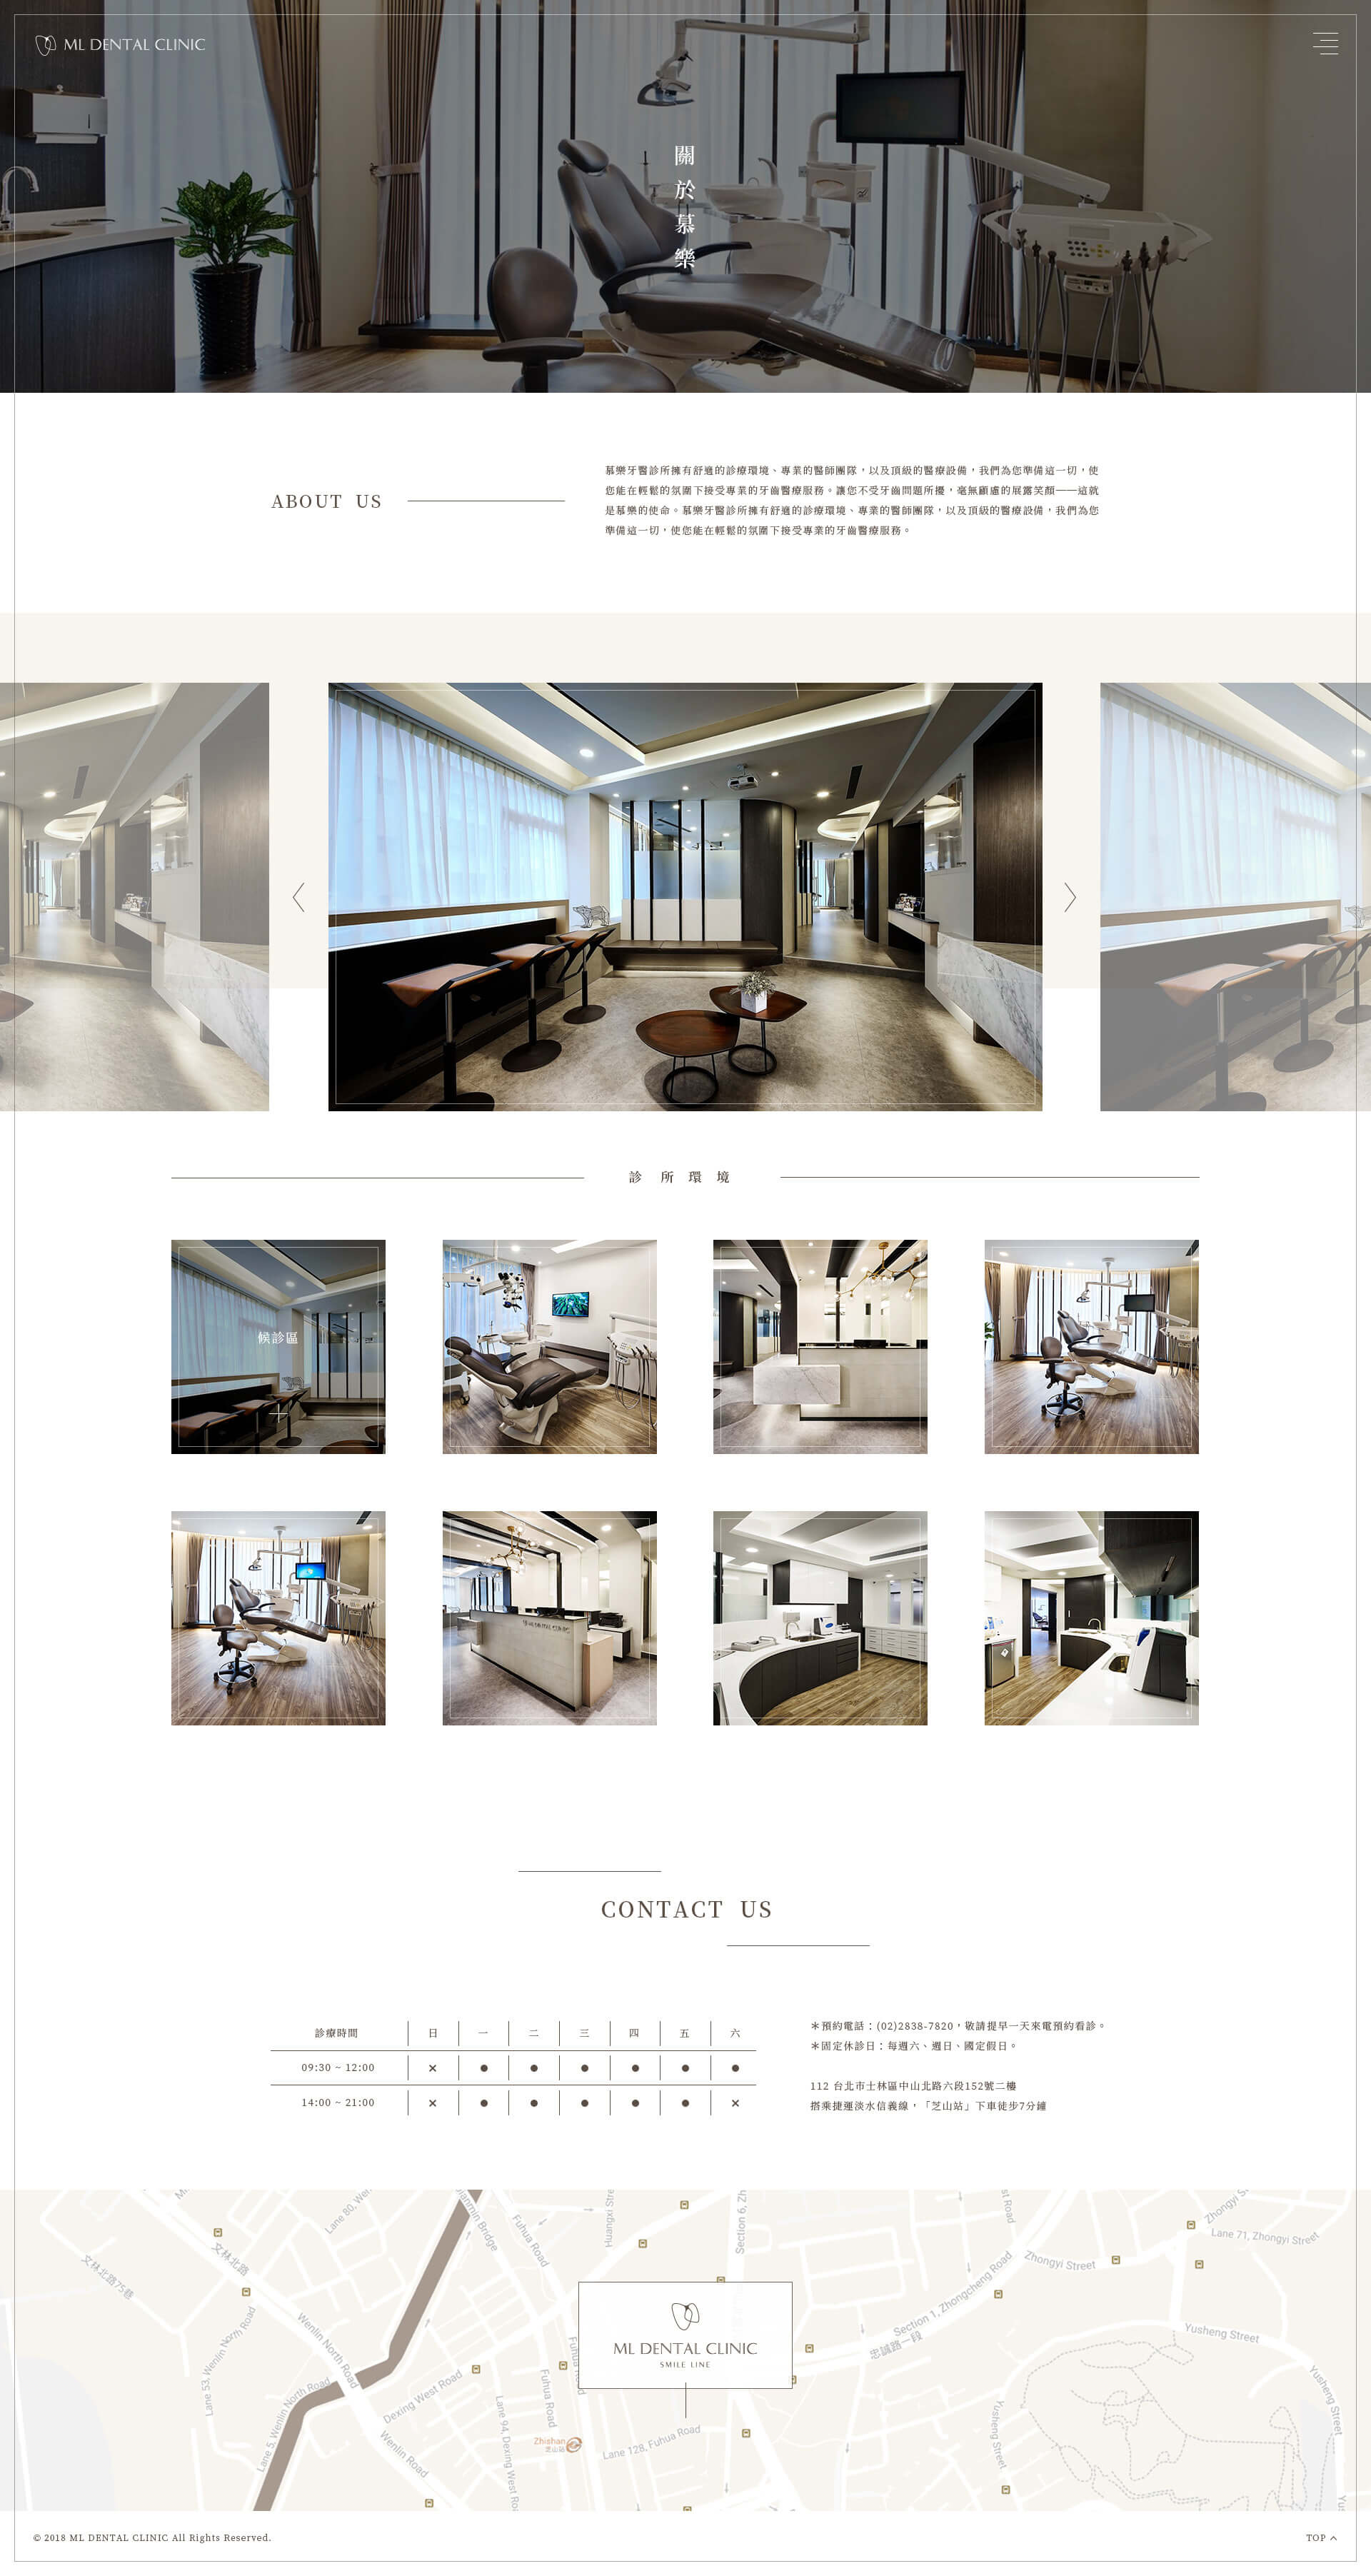 ML DENTAL CLINIC
關於慕樂
ABOUT US
慕樂牙醫診所擁有舒適的診療環境、專業的醫師團隊，以及頂級的醫療設備，我們為您準備這一切，使
您能在輕鬆的氛圍下接受專業的牙齒醫療服務。讓您不受牙齒問題所擾，毫無顧慮的展露笑顏——這就
是慕樂的使命。慕樂牙醫診所擁有舒適的診療環境、專業的醫師團隊，以及頂級的醫療設備，我們為您
準備這一切，使您能在輕鬆的氛圍下接受專業的牙齒醫療服務。
診所環境
候診區
ML DENTAL CLINIC
CONTACT US
診療時間 日 一 二 三 四 五 六
09:30 ~ 12:00 × ● ● ● ● ● ●
14:00 ~ 21:00 × ● ● ● ● ● ×
＊預約電話：(02)2838-7820，敬請提早一天來電預約看診。
＊固定休診日：每週六、週日、國定假日。
112 台北市士林區中山北路六段152號二樓
搭乘捷運淡水信義線，「芝山站」下車徒步7分鐘
Lane 80, Wen
Fuhua Road
Section 6, Zh
Zhongyi St
Lane 71, Zhongyi Street
文林北路75巷
文林北路
Zhongyi Street
Section 1, Zhongcheng Road
忠誠路一段
Yusheng Street
Lane 53, Wenlin North Road
Wenlin North Road
ML DENTAL CLINIC
SMILE LINE
Dexing West Road
Fuhua Road
Lane 5, Wenlin North Road
Lane 94, Dexing West Ro
Wenlin Road
Zhishan
芝山站
Lane 128, Fuhua Road
Yusheng Street
Yusheng Street
© 2018 ML DENTAL CLINIC All Rights Reserved.
TOP